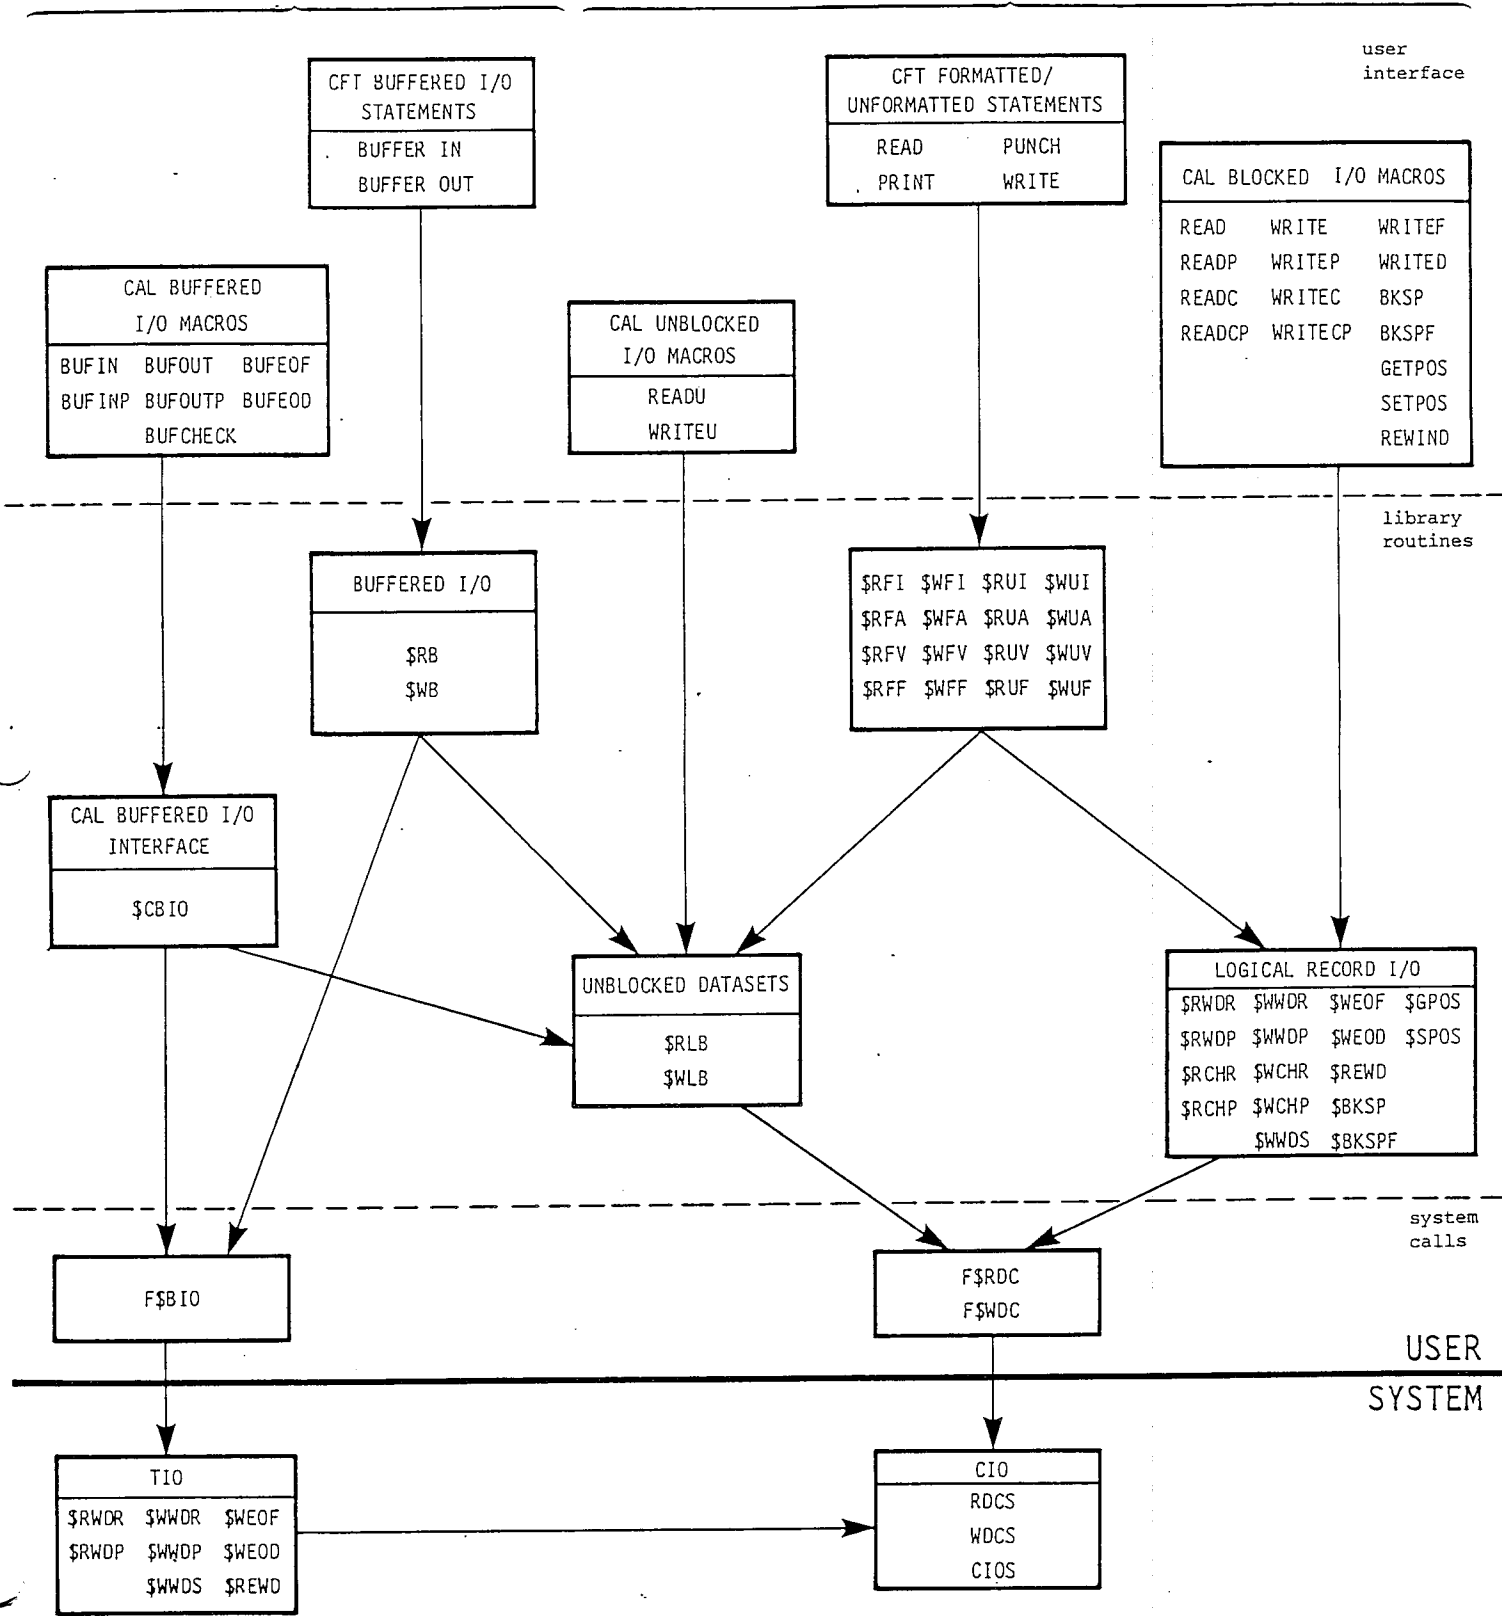 user
interface
CFT BUFFERED I/O
STATEMENTS
BUFFER IN
BUFFER OUT
CFT FORMATTED/
UNFORMATTED STATEMENTS
READ PUNCH
PRINT WRITE
CAL BLOCKED I/O MACROS
READ WRITE WRITEF
READP WRITEP WRITED
READC WRITEC BKSP
READCP WRITECP BKSPF
GETPOS
SETPOS
REWIND
CAL BUFFERED
I/O MACROS
BUFIN BUFOUT BUFEOF
BUFINP BUFOUTP BUFEOD
BUFCHECK
CAL UNBLOCKED
I/O MACROS
READU
WRITEU
library
routines
BUFFERED I/O
$RB
$WB
$RFI $WFI $RUI $WUI
$RFA $WFA $RUA $WUA
$RFV $WFV $RUV $WUV
$RFF $WFF $RUF $WUF
CAL BUFFERED I/O
INTERFACE
$CBIO
UNBLOCKED DATASETS
$RLB
$WLB
LOGICAL RECORD I/O
$RWDR $WWDR $WEOF $GPOS
$RWDP $WWDP $WEOD $SPOS
$RCHR $WCHR $REWD
$RCHP $WCHP $BKSP
$WWDS $BKSPF
system
calls
F$BIO
F$RDC
F$WDC
USER
SYSTEM
TIO
$RWDR $WWDR $WEOF
$RWDP $WWDP $WEOD
$WWDS $REWD
CIO
RDCS
WDCS
CIOS